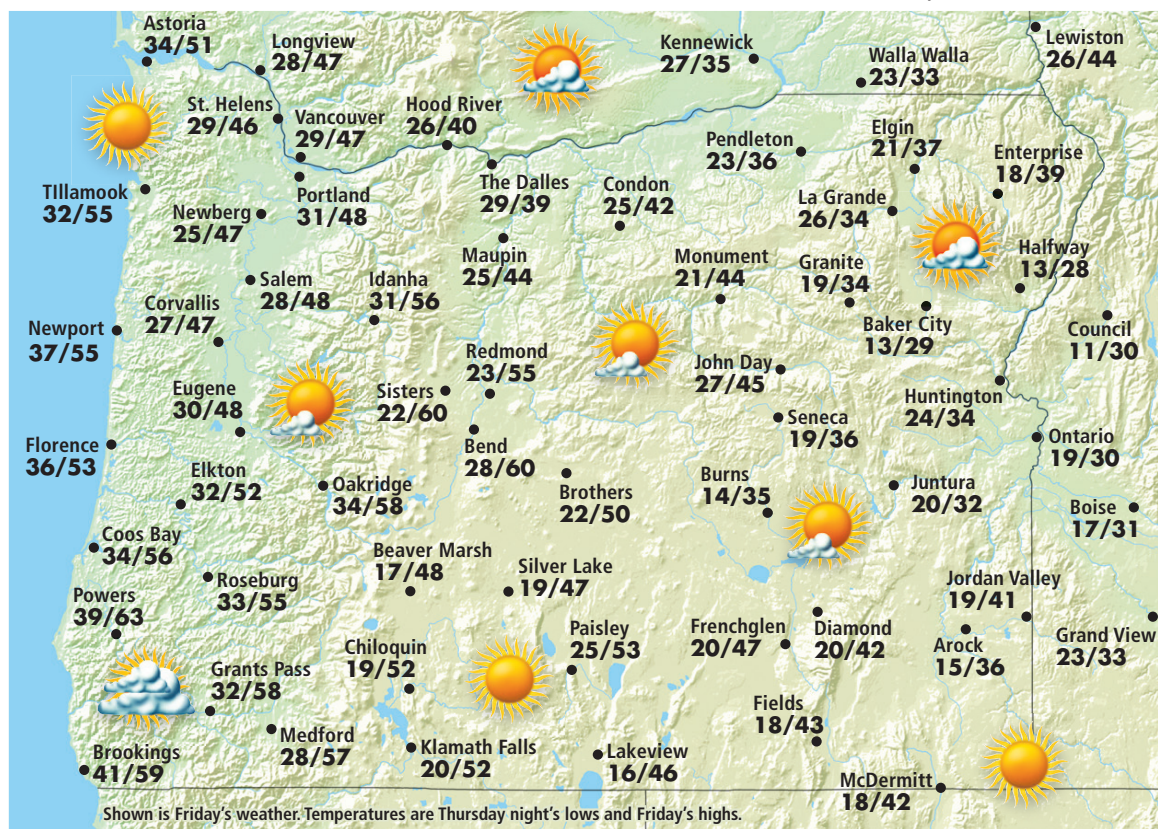 Astoria
34/51
Longview
28/47
Kennewick
27/35
Walla Walla
23/33
Lewiston
26/44
St. Helens
29/46
Vancouver
29/47
Hood River
26/40
Pendleton
23/36
Elgin
21/37
Enterprise
18/39
TIllamook
32/55
Newberg
25/47
Portland
31/48
The Dalles
29/39
Condon
25/42
La Grande
26/34
Maupin
25/44
Monument
21/44
Granite
19/34
Halfway
13/28
Salem
28/48
Idanha
31/56
Corvallis
27/47
Newport
37/55
Baker City
13/29
Council
11/30
Redmond
23/55
John Day
27/45
Eugene
30/48
Sisters
22/60
Huntington
24/34
Seneca
19/36
Florence
36/53
Bend
28/60
Ontario
19/30
Elkton
32/52
Oakridge
34/58
Brothers
22/50
Burns
14/35
Juntura
20/32
Boise
17/31
Coos Bay
34/56
Beaver Marsh
17/48
Silver Lake
19/47
Roseburg
33/55
Jordan Valley
19/41
Powers
39/63
Chiloquin
19/52
Paisley
25/53
Frenchglen
20/47
Diamond
20/42
Arock
15/36
Grand View
23/33
Grants Pass
32/58
Fields
18/43
Medford
28/57
Klamath Falls
20/52
Lakeview
16/46
Brookings
41/59
McDermitt
18/42
Shown is Friday's weather. Temperatures are Thursday night's lows and Friday's highs.